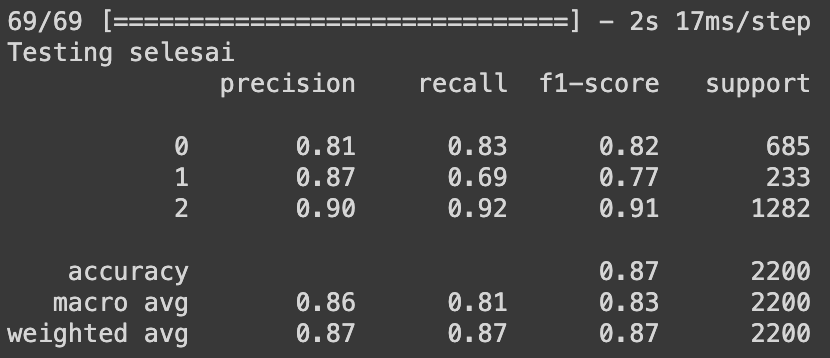 69/69 [==============================] - 2s 17ms/step
Testing selesai
              precision    recall  f1-score   support

           0       0.81      0.83      0.82       685
           1       0.87      0.69      0.77       233
           2       0.90      0.92      0.91      1282

    accuracy                           0.87      2200
   macro avg       0.86      0.81      0.83      2200
weighted avg       0.87      0.87      0.87      2200